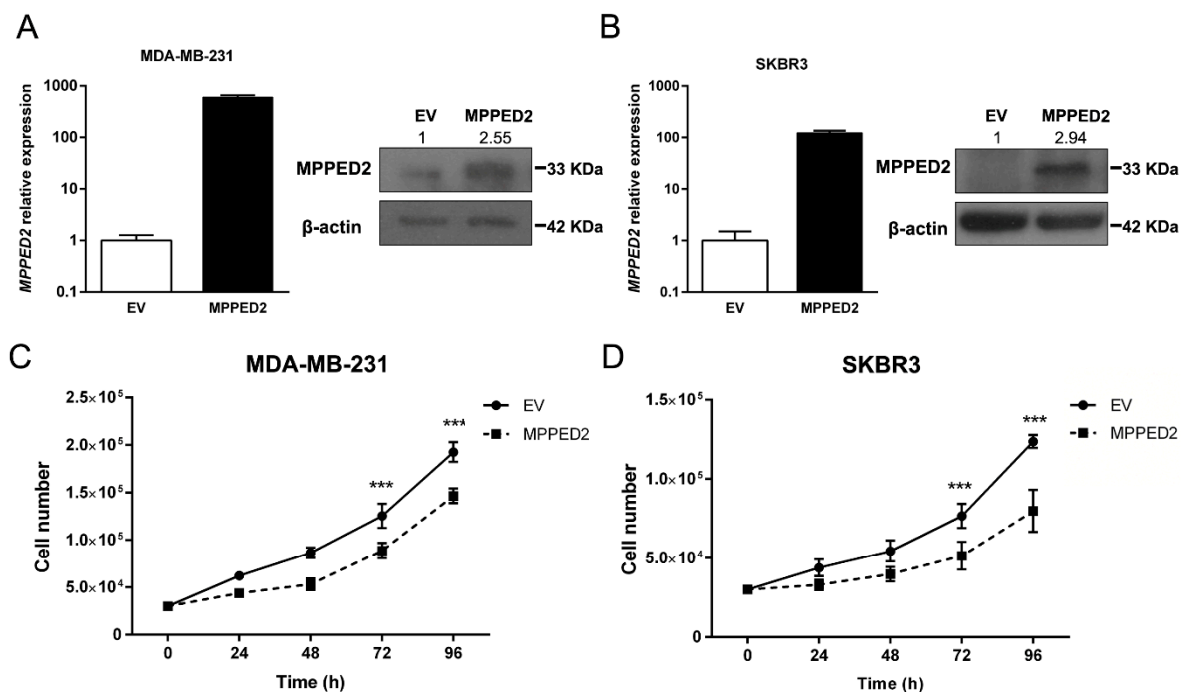 A
MDA-MB-231
MPPED2 relative expression
1000
100
10
1
0.1
EV
MPPED2
EV MPPED2
1 2.55
MPPED2
33 KDa
β-actin
42 KDa
B
SKBR3
MPPED2 relative expression
1000
100
10
1
0.1
EV
MPPED2
EV MPPED2
1 2.94
MPPED2
33 KDa
β-actin
42 KDa
C
MDA-MB-231
Cell number
2.5×10⁵
2.0×10⁵
1.5×10⁵
1.0×10⁵
5.0×10⁴
0
*** ***
EV
MPPED2
0 24 48 72 96
Time (h)
D
SKBR3
Cell number
1.5×10⁵
1.0×10⁵
5.0×10⁴
0
*** ***
EV
MPPED2
0 24 48 72 96
Time (h)